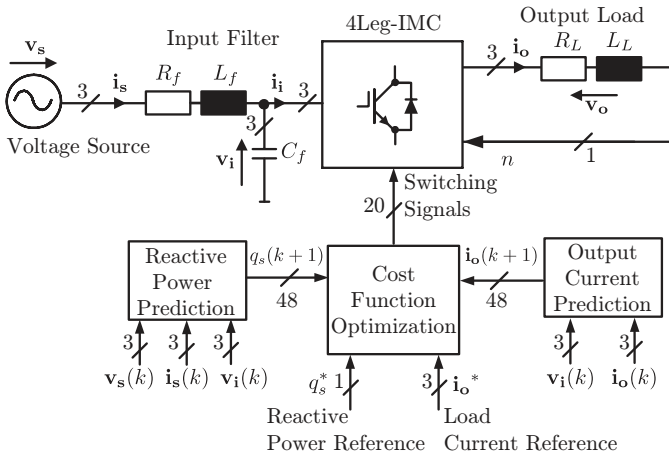 4Leg-IMC
Output Load
Input Filter
v_s
R_f L_f
i_s
i_i
3 3 3 3
3 i_o
R_L L_L
v_o
Voltage Source
v_i
C_f
n 1
Switching
Signals
20
Reactive
Power
Prediction
q_s(k+1)
48
Cost
Function
Optimization
i_o(k+1)
48
Output
Current
Prediction
3 3 3
v_s(k) i_s(k) v_i(k)
3 3
v_i(k) i_o(k)
q_s^* 1
3 i_o^*
Reactive
Power Reference
Load
Current Reference